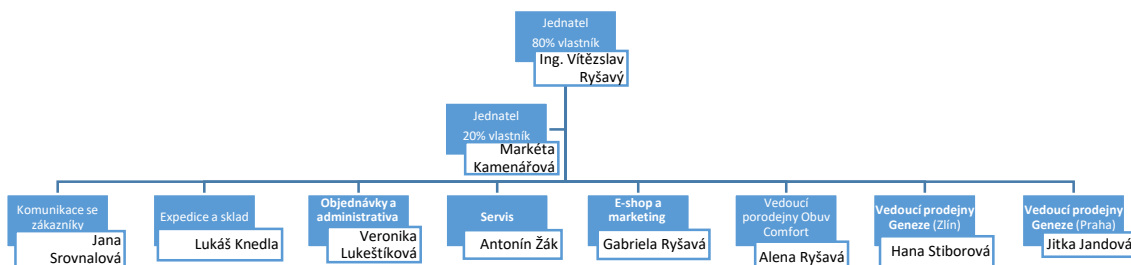 Jednatel
80% vlastník
Ing. Vítězslav
Ryšavý
Jednatel
20% vlastník
Markéta
Kamenářová
Komunikace se
zákazníky
Jana
Srovnalová
Expedice a sklad
Lukáš Knedla
Objednávky a
administrativa
Veronika
Lukeštíková
Servis
Antonín Žák
E-shop a
marketing
Gabriela Ryšavá
Vedoucí
porodejny Obuv
Comfort
Alena Ryšavá
Vedoucí prodejny
Geneze (Zlín)
Hana Stiborová
Vedoucí prodejny
Geneze (Praha)
Jitka Jandová